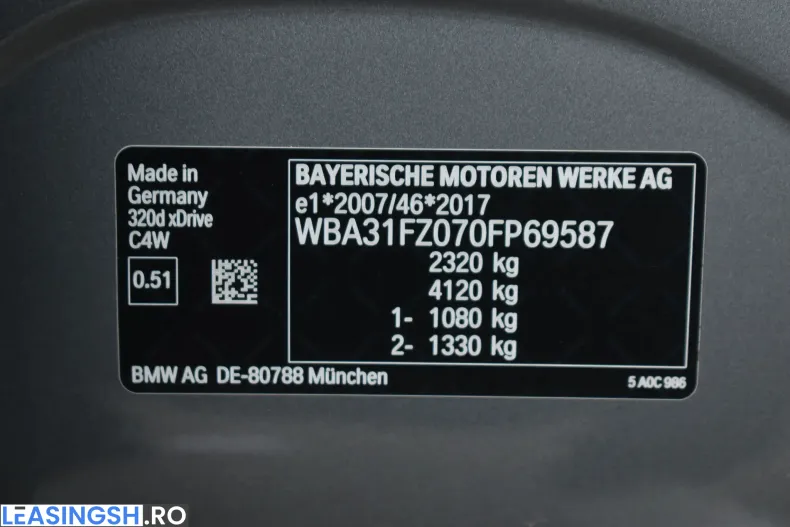 Made in
Germany
320d xDrive
C4W
0.51
BAYERISCHE MOTOREN WERKE AG
e1*2007/46*2017
WBA31FZ070FP69587
2320 kg
4120 kg
1- 1080 kg
2- 1330 kg
BMW AG DE-80788 München
5 A0C 986
LEASINGSH.RO